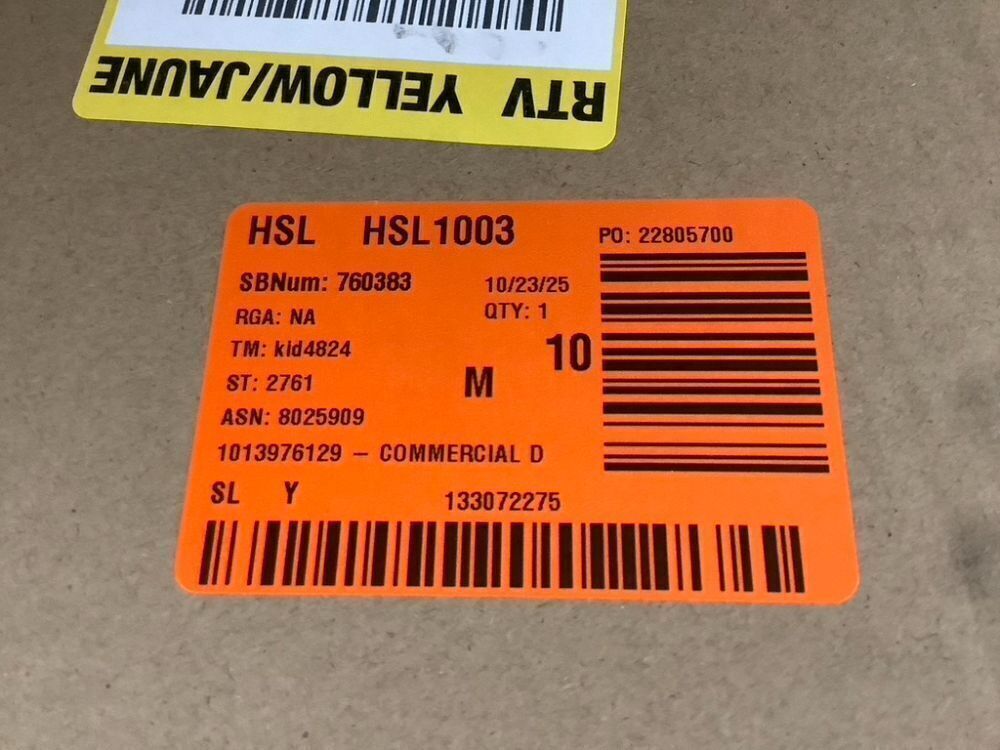 RTV YELLOW/JAUNE
HSL HSL1003 PO: 22805700
SBNum: 760383 10/23/25
RGA: NA QTY: 1
TM: kid4824 10
ST: 2761 M
ASN: 8025909
1013976129 – COMMERCIAL D
SL Y 133072275